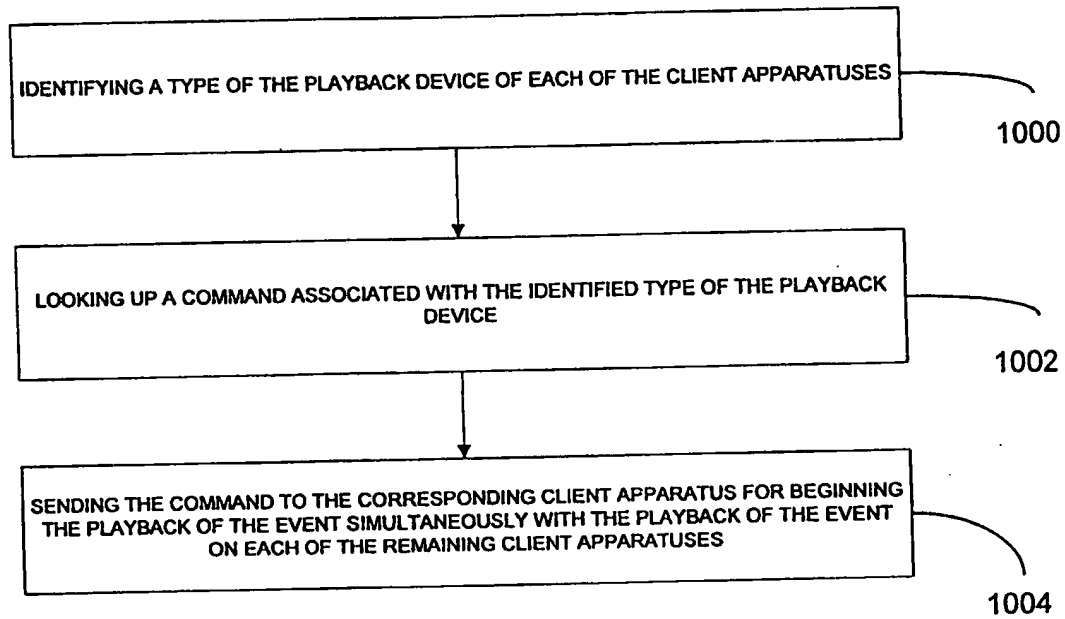 IDENTIFYING A TYPE OF THE PLAYBACK DEVICE OF EACH OF THE CLIENT APPARATUSES
1000
LOOKING UP A COMMAND ASSOCIATED WITH THE IDENTIFIED TYPE OF THE PLAYBACK
DEVICE
1002
SENDING THE COMMAND TO THE CORRESPONDING CLIENT APPARATUS FOR BEGINNING
THE PLAYBACK OF THE EVENT SIMULTANEOUSLY WITH THE PLAYBACK OF THE EVENT
ON EACH OF THE REMAINING CLIENT APPARATUSES
1004